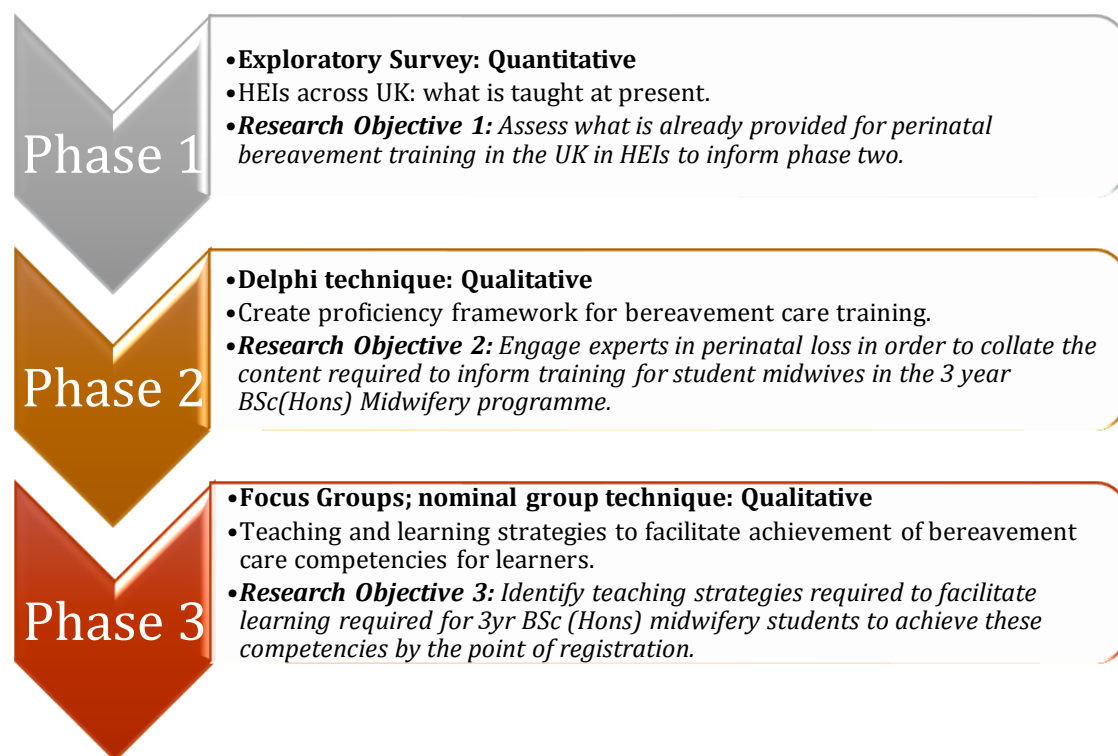 Phase 1
•Exploratory Survey: Quantitative
•HEIs across UK: what is taught at present.
•Research Objective 1: Assess what is already provided for perinatal
bereavement training in the UK in HEIs to inform phase two.
Phase 2
•Delphi technique: Qualitative
•Create proficiency framework for bereavement care training.
•Research Objective 2: Engage experts in perinatal loss in order to collate the
content required to inform training for student midwives in the 3 year
BSc(Hons) Midwifery programme.
Phase 3
•Focus Groups; nominal group technique: Qualitative
•Teaching and learning strategies to facilitate achievement of bereavement
care competencies for learners.
•Research Objective 3: Identify teaching strategies required to facilitate
learning required for 3yr BSc (Hons) midwifery students to achieve these
competencies by the point of registration.